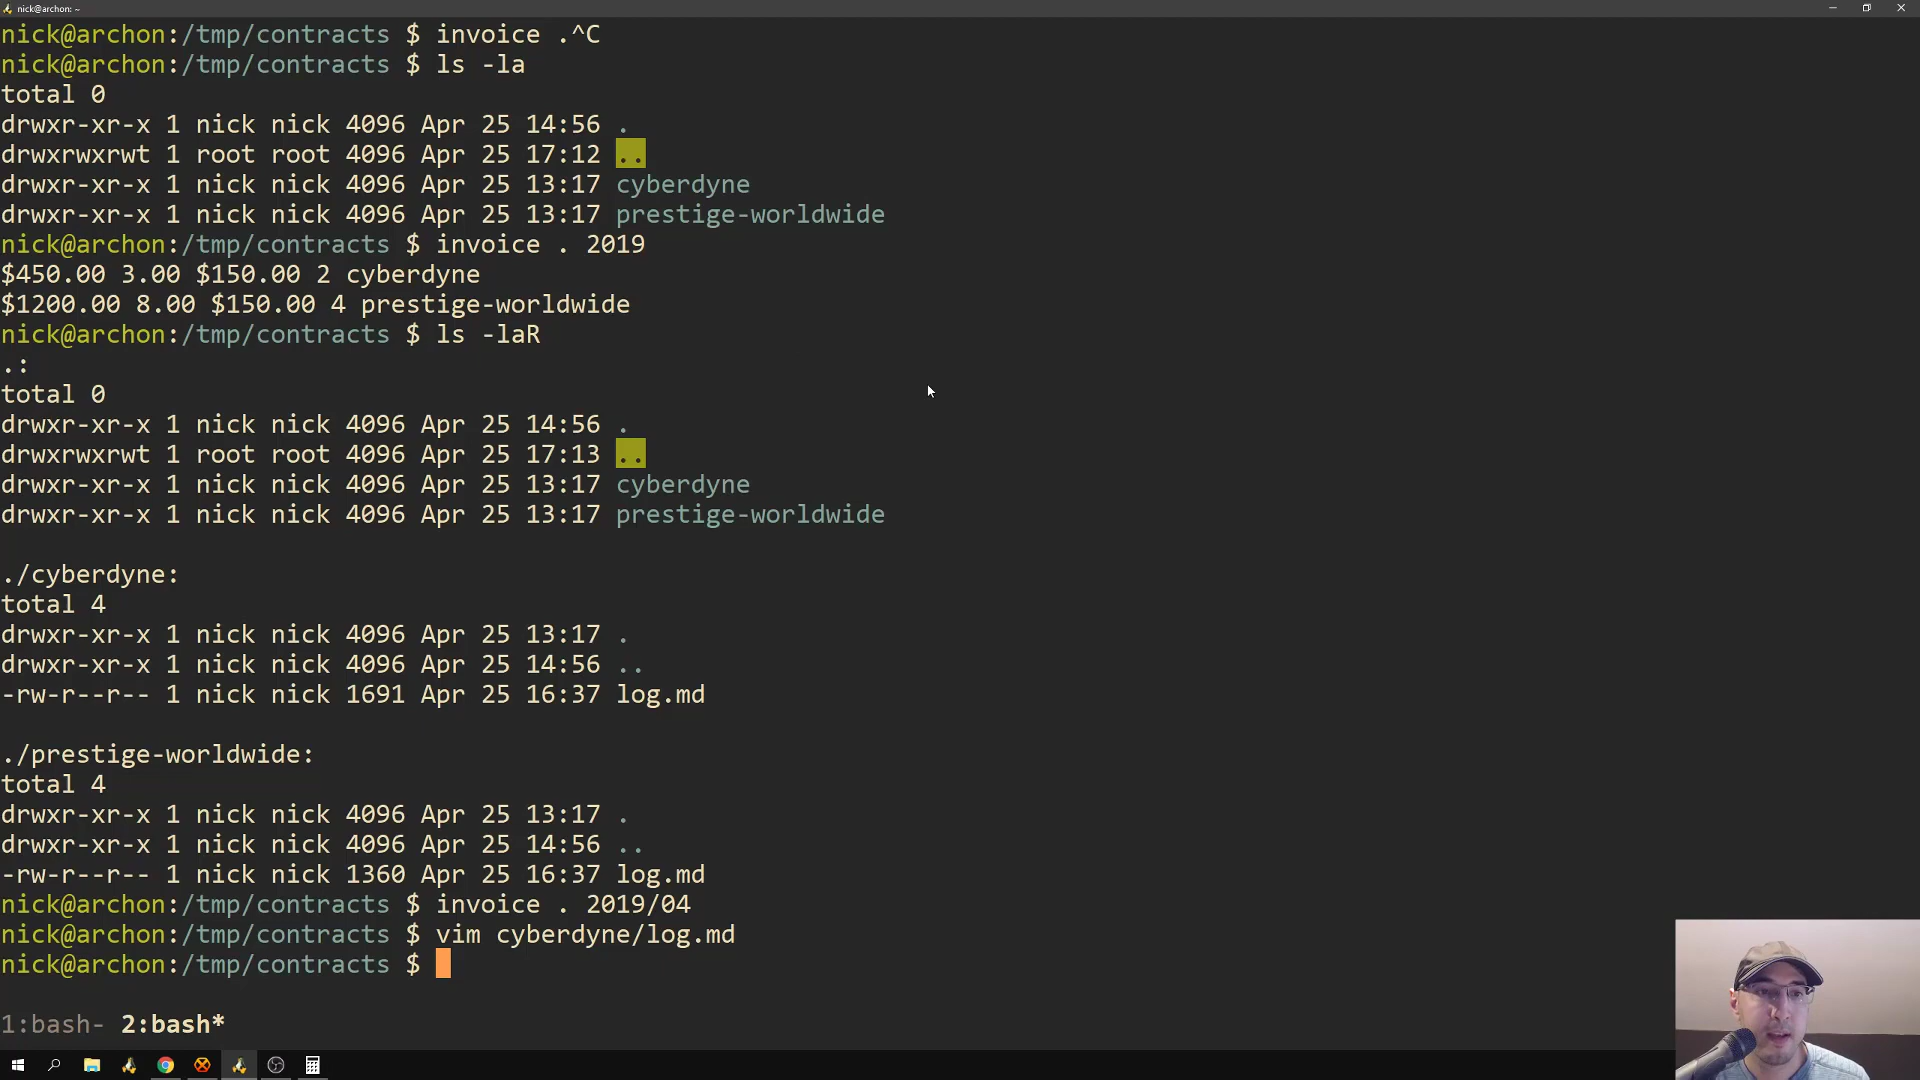 nick@archon: ~
nick@archon:/tmp/contracts $ invoice .^C
nick@archon:/tmp/contracts $ ls -la
total 0
drwxr-xr-x 1 nick nick 4096 Apr 25 14:56 .
drwxrwxrwt 1 root root 4096 Apr 25 17:12 ..
drwxr-xr-x 1 nick nick 4096 Apr 25 13:17 cyberdyne
drwxr-xr-x 1 nick nick 4096 Apr 25 13:17 prestige-worldwide
nick@archon:/tmp/contracts $ invoice . 2019
$450.00 3.00 $150.00 2 cyberdyne
$1200.00 8.00 $150.00 4 prestige-worldwide
nick@archon:/tmp/contracts $ ls -laR
.:
total 0
drwxr-xr-x 1 nick nick 4096 Apr 25 14:56 .
drwxrwxrwt 1 root root 4096 Apr 25 17:13 ..
drwxr-xr-x 1 nick nick 4096 Apr 25 13:17 cyberdyne
drwxr-xr-x 1 nick nick 4096 Apr 25 13:17 prestige-worldwide
./cyberdyne:
total 4
drwxr-xr-x 1 nick nick 4096 Apr 25 13:17 .
drwxr-xr-x 1 nick nick 4096 Apr 25 14:56 ..
-rw-r--r-- 1 nick nick 1691 Apr 25 16:37 log.md
./prestige-worldwide:
total 4
drwxr-xr-x 1 nick nick 4096 Apr 25 13:17 .
drwxr-xr-x 1 nick nick 4096 Apr 25 14:56 ..
-rw-r--r-- 1 nick nick 1360 Apr 25 16:37 log.md
nick@archon:/tmp/contracts $ invoice . 2019/04
nick@archon:/tmp/contracts $ vim cyberdyne/log.md
nick@archon:/tmp/contracts $
1:bash- 2:bash*